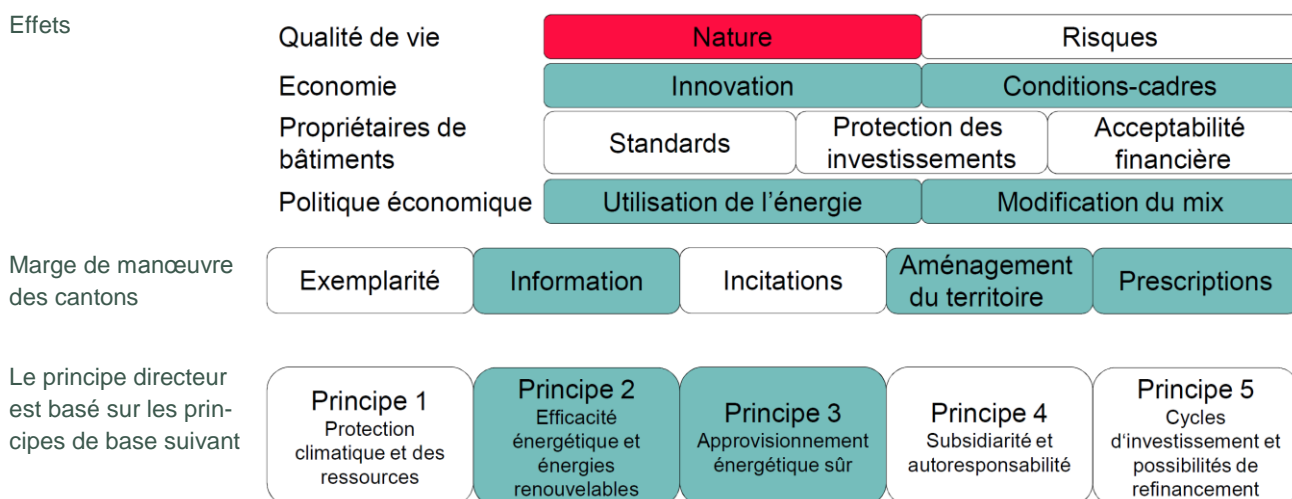 Effets
Qualité de vie
Nature
Risques
Economie
Innovation
Conditions-cadres
Propriétaires de
bâtiments
Standards
Protection des
investissements
Acceptabilité
financière
Politique économique
Utilisation de l'énergie
Modification du mix
Marge de manœuvre
des cantons
Exemplarité
Information
Incitations
Aménagement
du territoire
Prescriptions
Le principe directeur
est basé sur les prin-
cipes de base suivant
Principe 1
Protection
climatique et des
ressources
Principe 2
Efficacité
énergétique et
énergies
renouvelables
Principe 3
Approvisionnement
énergétique sûr
Principe 4
Subsidiarité et
autoresponsabilité
Principe 5
Cycles
d'investissement et
possibilités de
refinancement